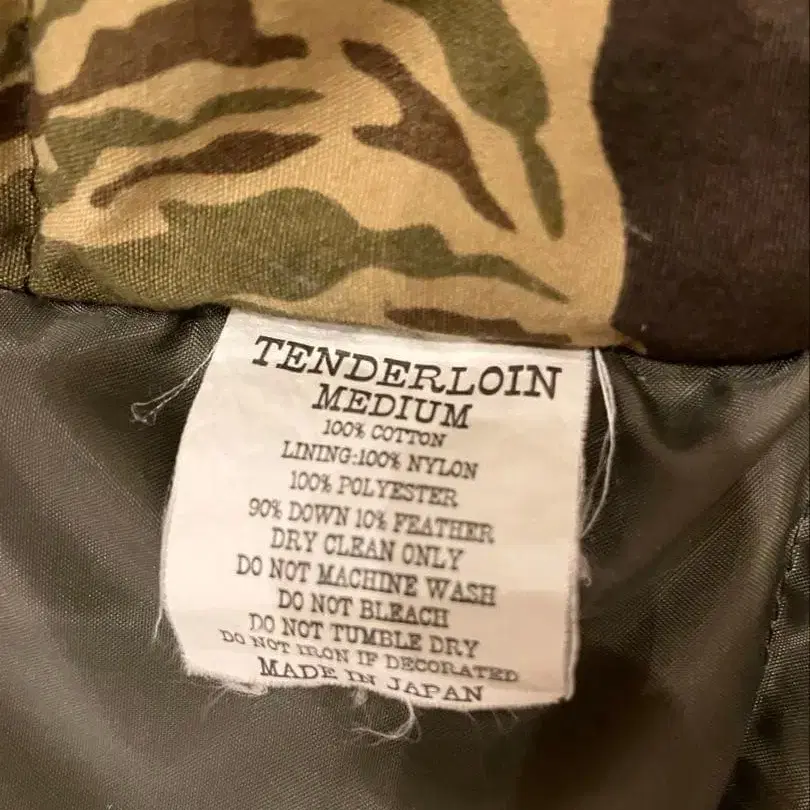 TENDERLOIN
MEDIUM
100% COTTON
LINING:100% NYLON
100% POLYESTER
90% DOWN 10% FEATHER
DRY CLEAN ONLY
DO NOT MACHINE WASH
DO NOT BLEACH
DO NOT TUMBLE DRY
DO NOT IRON IF DECORATED
MADE IN JAPAN